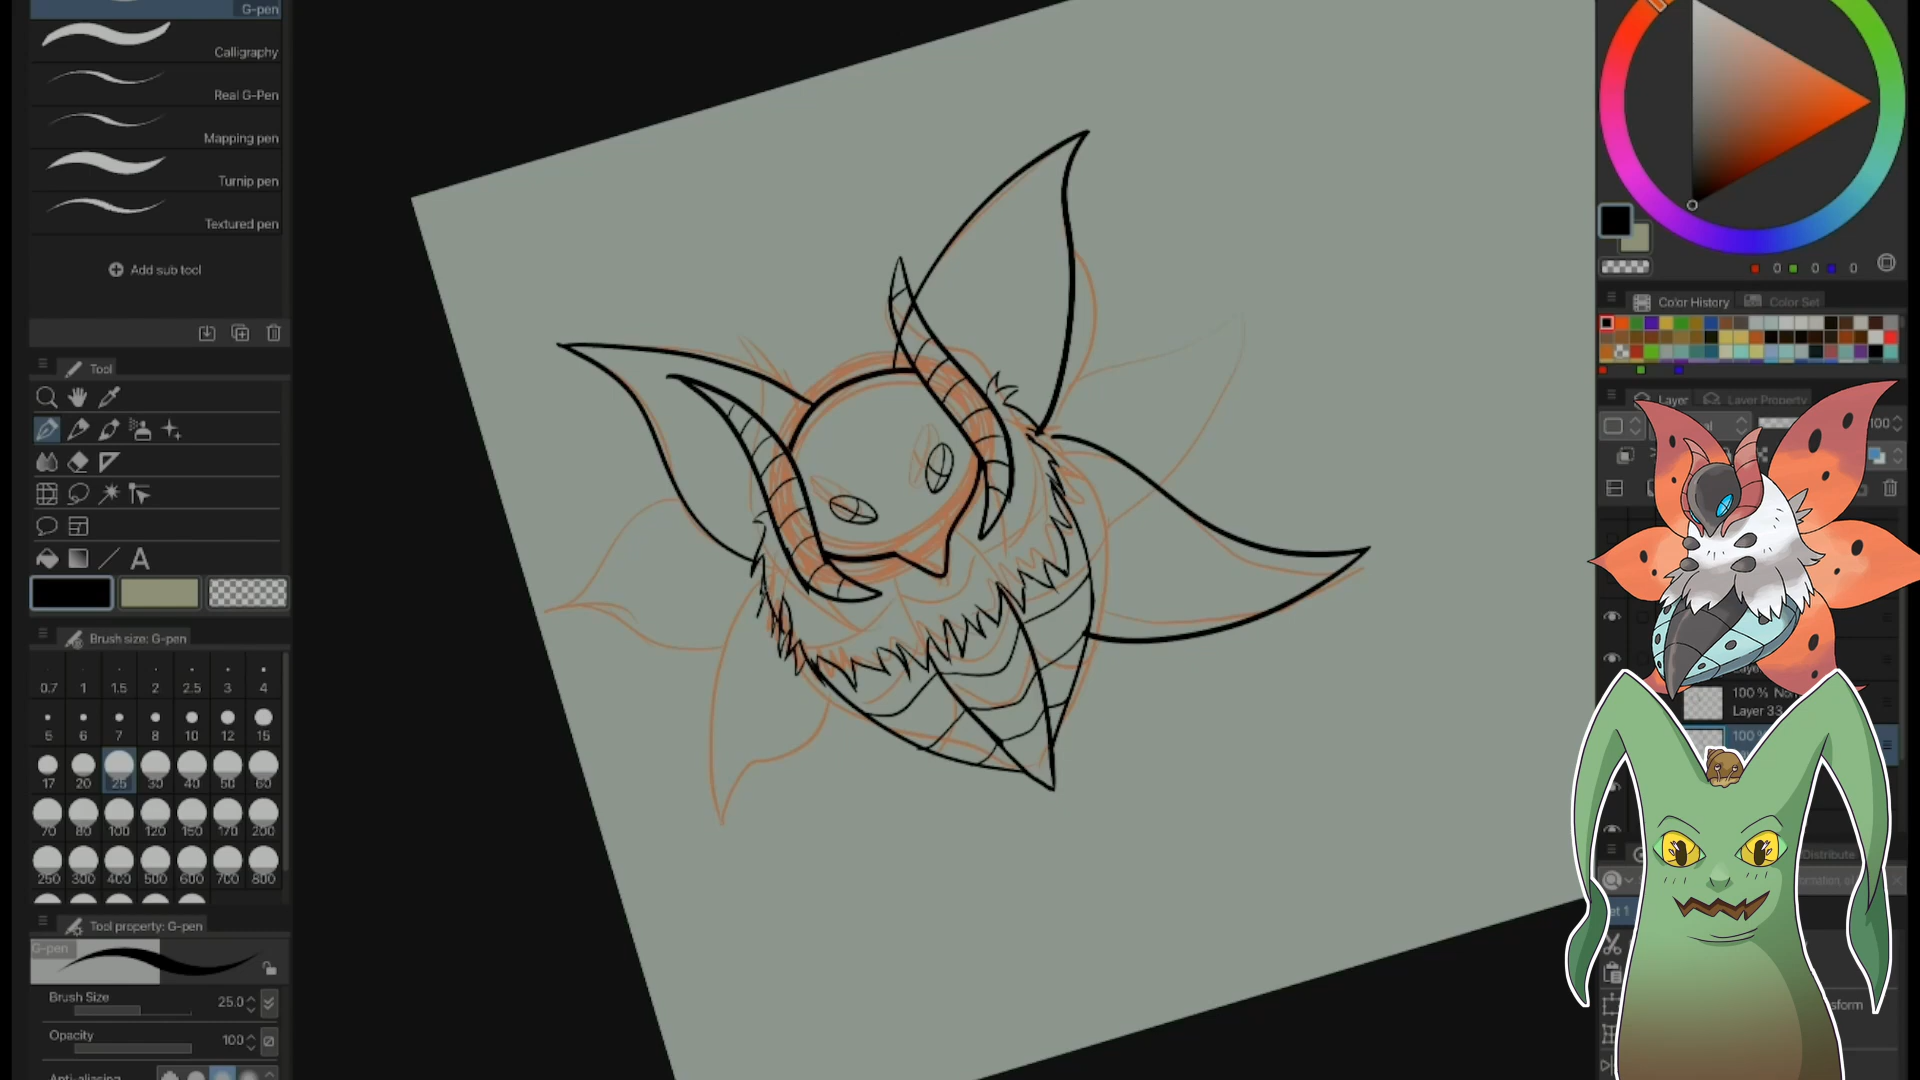 G-pen
Calligraphy
Real G-Pen
Mapping pen
Turnip pen
Textured pen
Add sub tool
Tool
A
Brush size: G-pen
0.7 1 1.5 2 2.5 3 4
5 6 7 8 10 12 15
17 20 25 30 40 50 60
70 80 100 120 150 170 200
250 300 400 500 600 700 800
Tool property: G-pen
G-pen
Brush Size 25.0
Opacity 100
Anti-aliasing
0 0 0
Color History Color Set
Layer Layer Property
100
100 %
Layer 33
100 %
Distribute